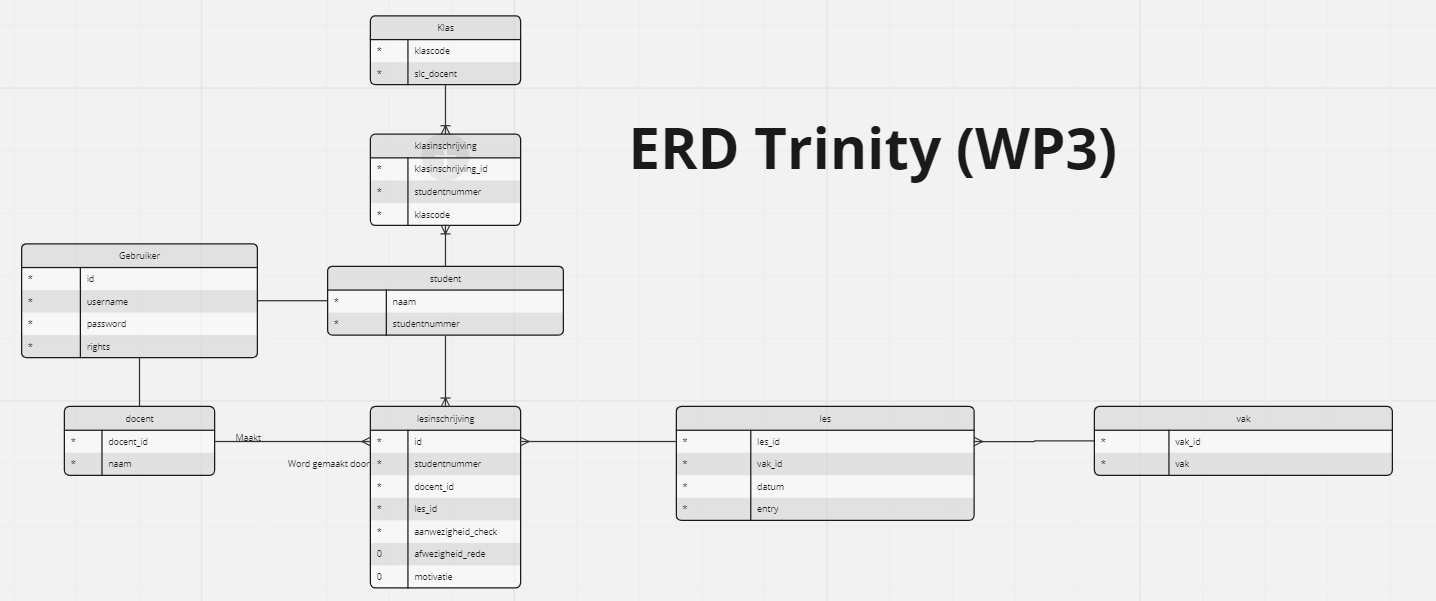 Klas
* klascode
* slc_docent
ERD Trinity (WP3)
klasinschrijving
* klasinschrijving_id
* studentnummer
* klascode
Gebruiker
* id
* username
* password
* rights
student
* naam
* studentnummer
docent
* docent_id
* naam
Maakt
Word gemaakt door
lesinschrijving
* id
* studentnummer
* docent_id
* les_id
* aanwezigheid_check
0 afwezigheid_rede
0 motivatie
les
* les_id
* vak_id
* datum
* entry
vak
* vak_id
* vak